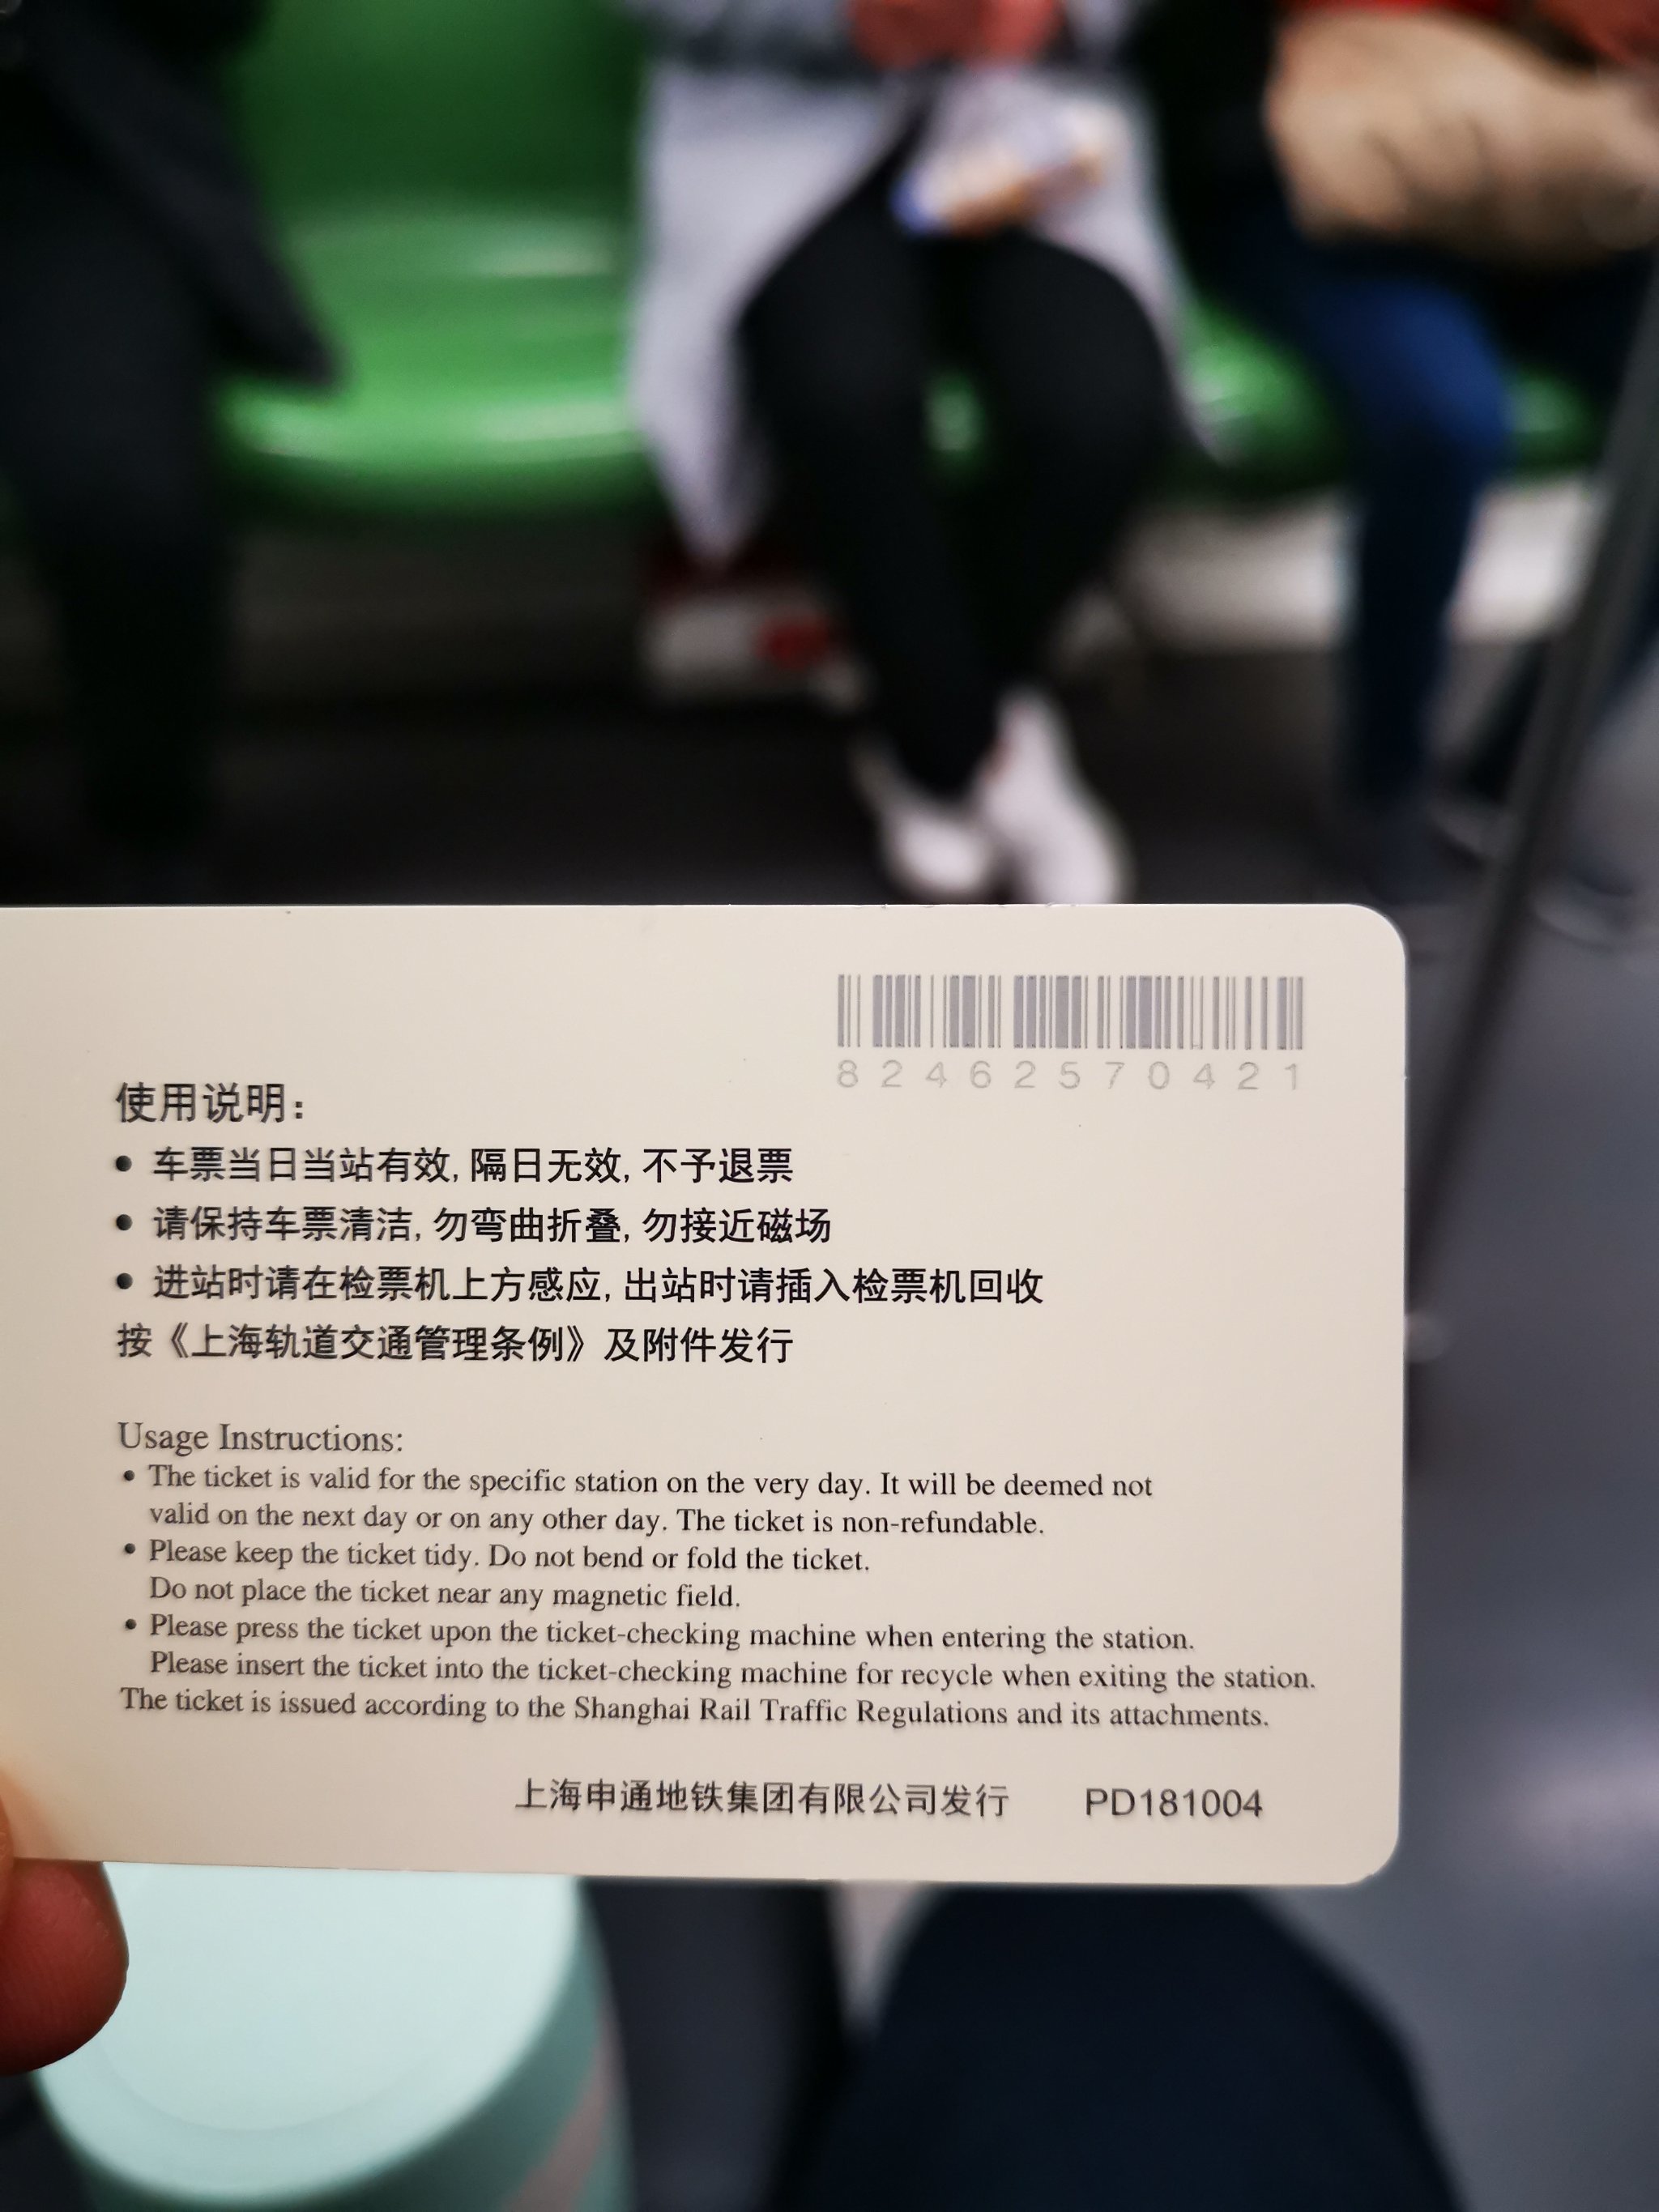 82462570421
使用说明：
• 车票当日当站有效, 隔日无效, 不予退票
• 请保持车票清洁, 勿弯曲折叠, 勿接近磁场
• 进站时请在检票机上方感应, 出站时请插入检票机回收
按《上海轨道交通管理条例》及附件发行
Usage Instructions:
• The ticket is valid for the specific station on the very day. It will be deemed not
valid on the next day or on any other day. The ticket is non-refundable.
• Please keep the ticket tidy. Do not bend or fold the ticket.
Do not place the ticket near any magnetic field.
• Please press the ticket upon the ticket-checking machine when entering the station.
Please insert the ticket into the ticket-checking machine for recycle when exiting the station.
The ticket is issued according to the Shanghai Rail Traffic Regulations and its attachments.
上海申通地铁集团有限公司发行 PD181004